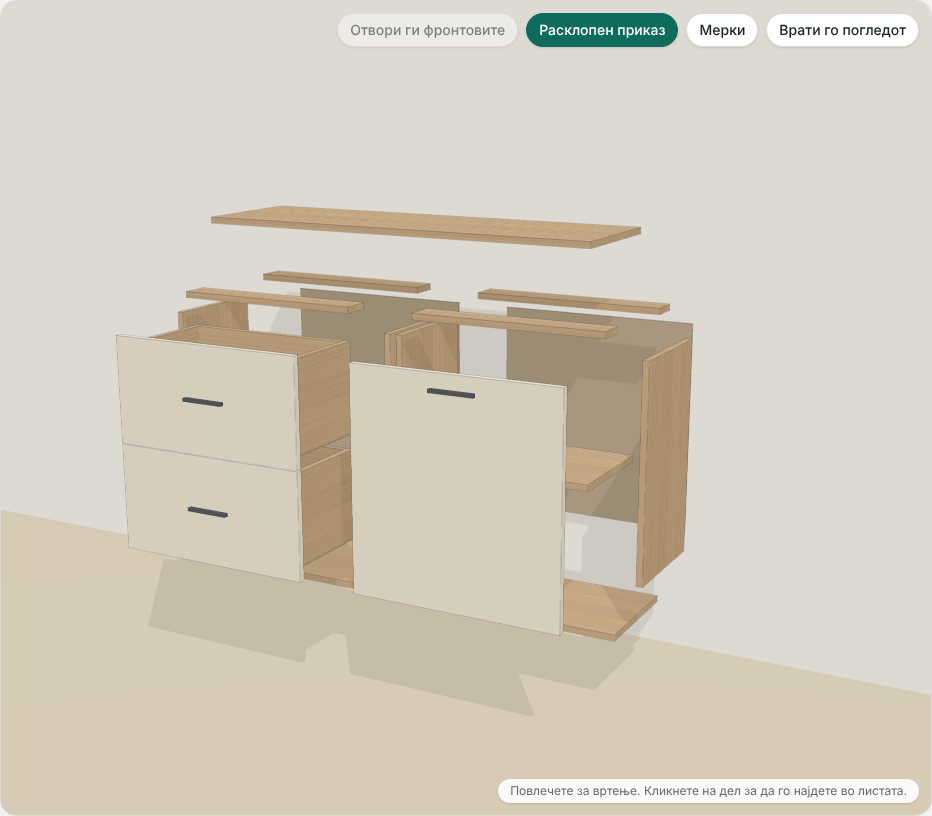 Отвори ги фронтовите
Расклопен приказ
Мерки
Врати го погледот
Повлечете за вртење. Кликнете на дел за да го најдете во листата.